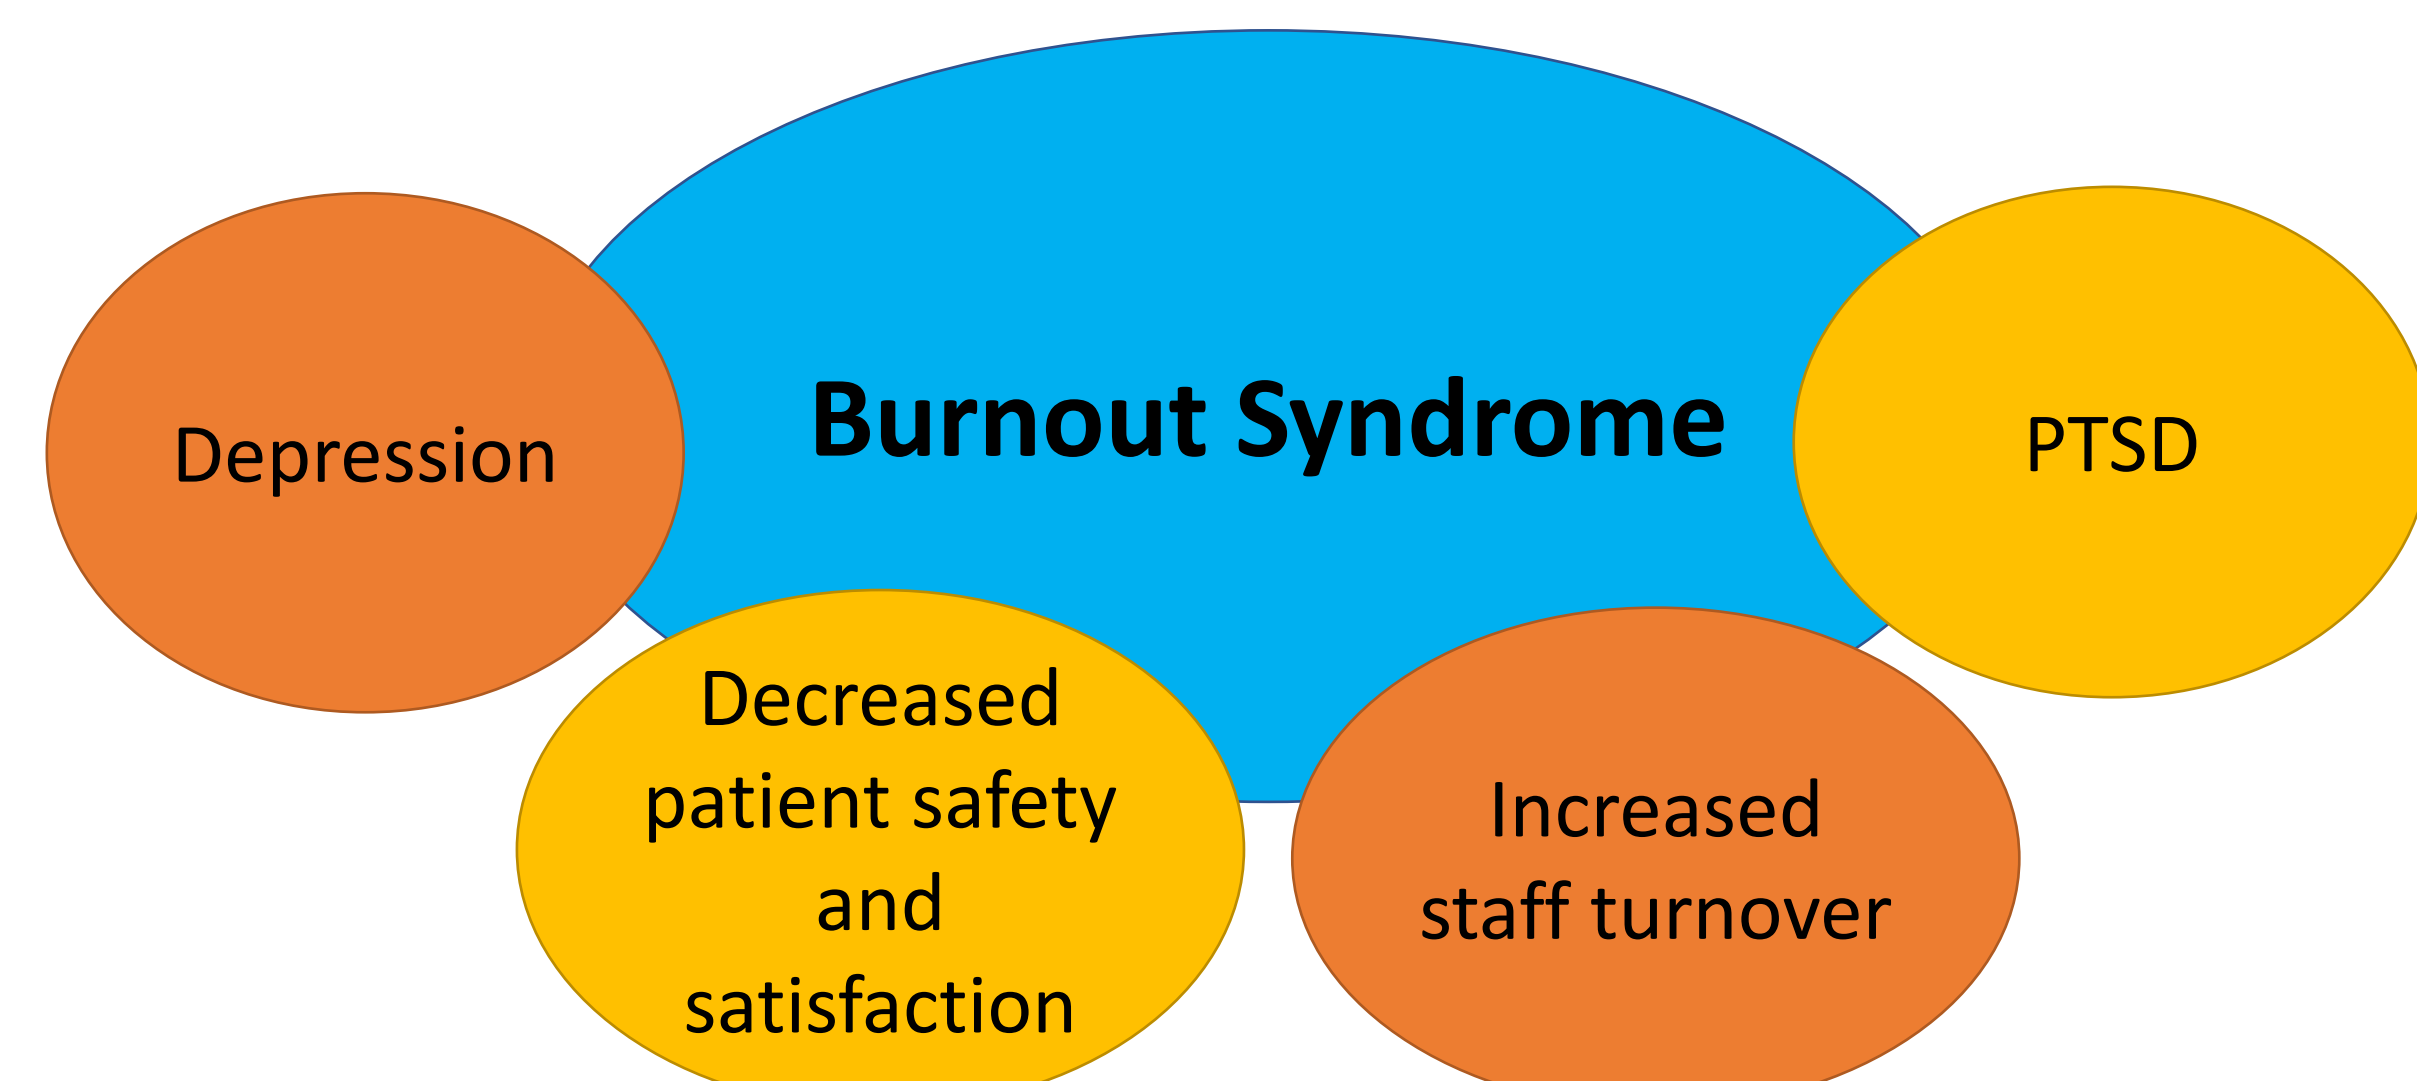 Burnout Syndrome
Depression
PTSD
Decreased
patient safety
and
satisfaction
Increased
staff turnover